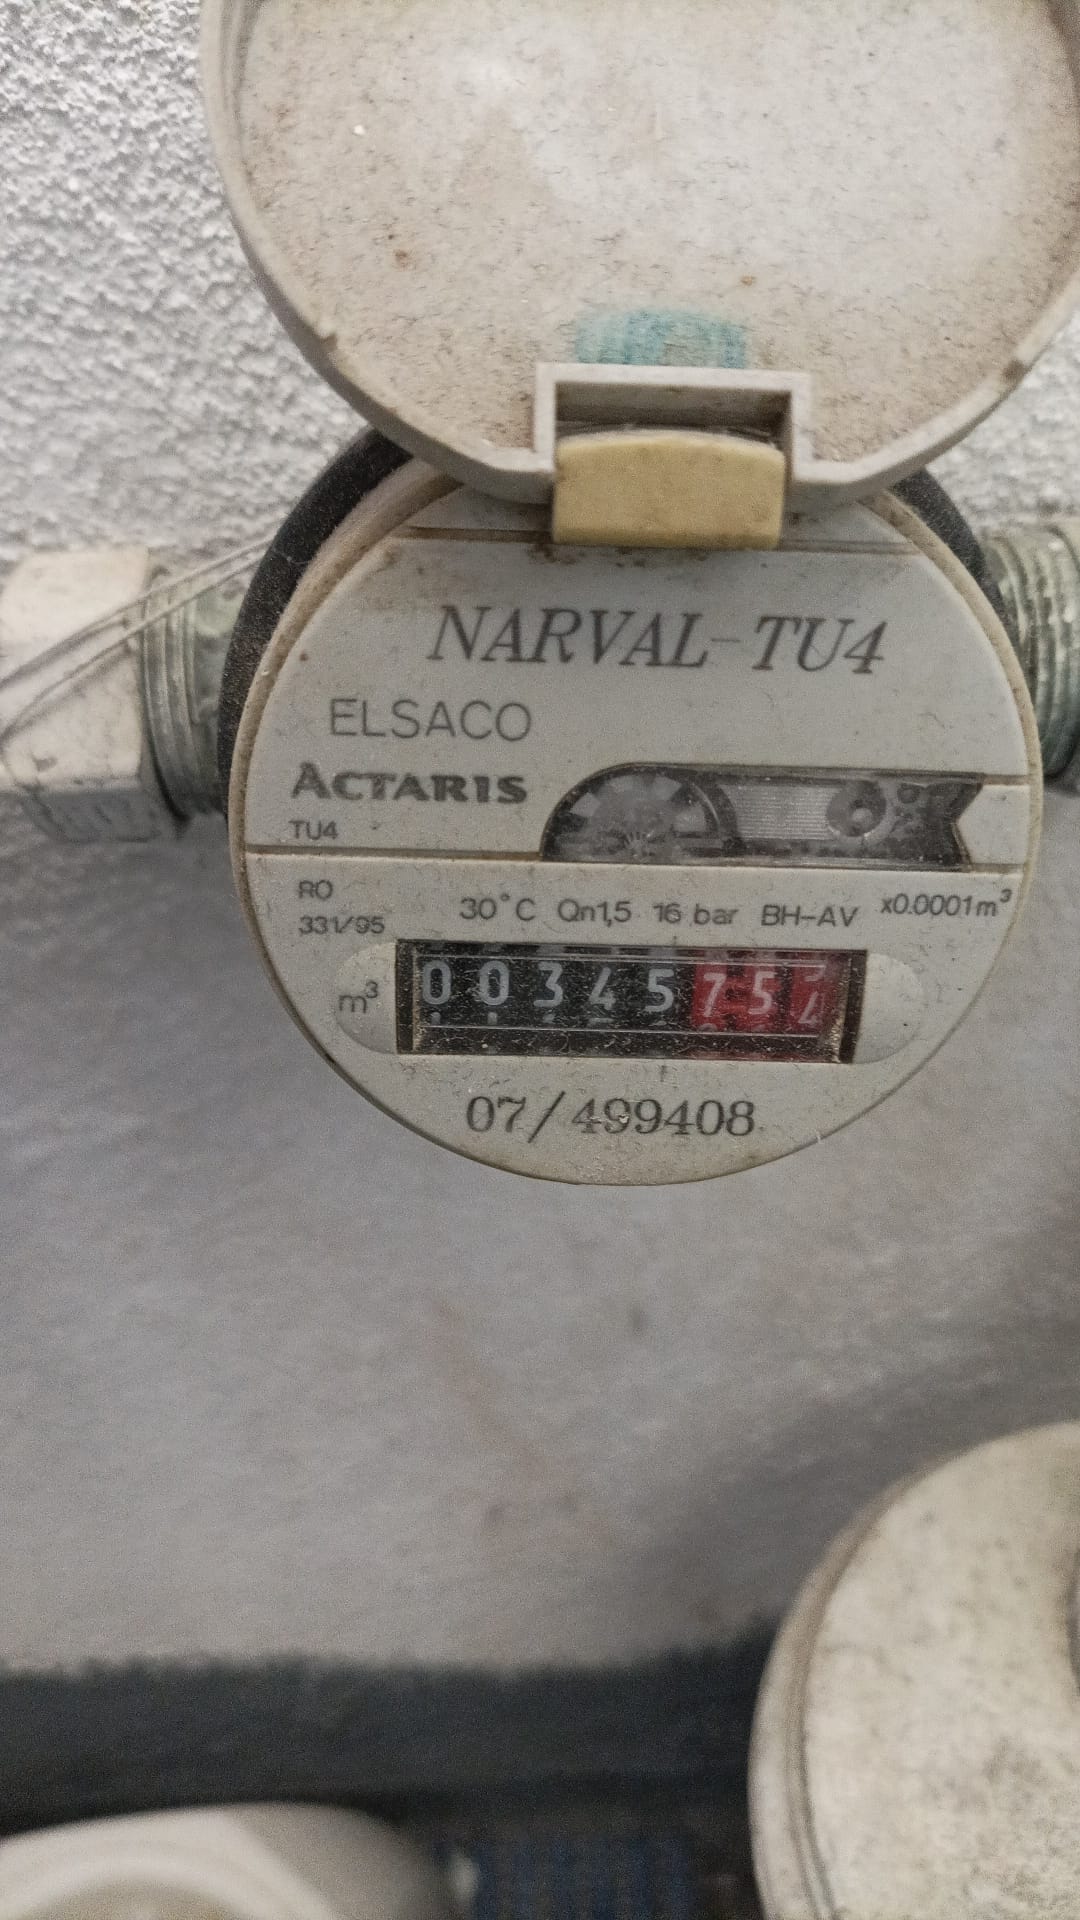 NARVAL-TU4
ELSACO
ACTARIS
TU4
RO
331/95
30°C Qn1,5 16 bar BH-AV x0.0001m³
m³ 00345754
07/499408